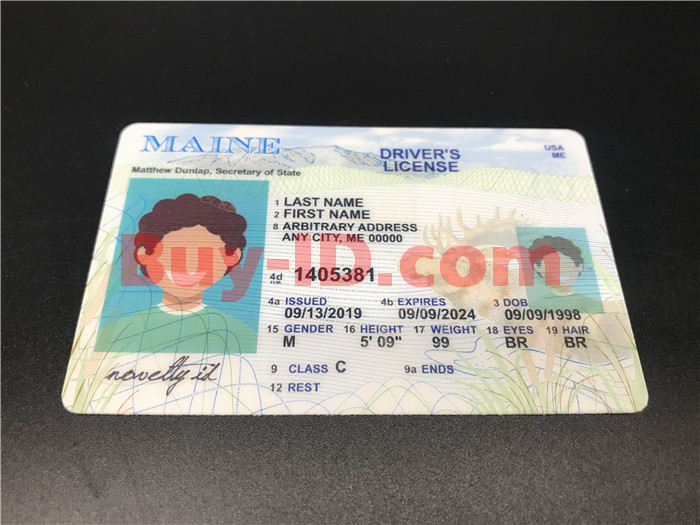 MAINE
DRIVER'S
LICENSE
USA
ME
Matthew Dunlap, Secretary of State
1 LAST NAME
2 FIRST NAME
8 ARBITRARY ADDRESS
ANY CITY, ME 00000
Buy-ID.com
4d 1405381
4a ISSUED 4b EXPIRES 3 DOB
09/13/2019 09/09/2024 09/09/1998
15 GENDER 16 HEIGHT 17 WEIGHT 18 EYES 19 HAIR
M 5' 09" 99 BR BR
novelty id
9 CLASS C 9a ENDS
12 REST